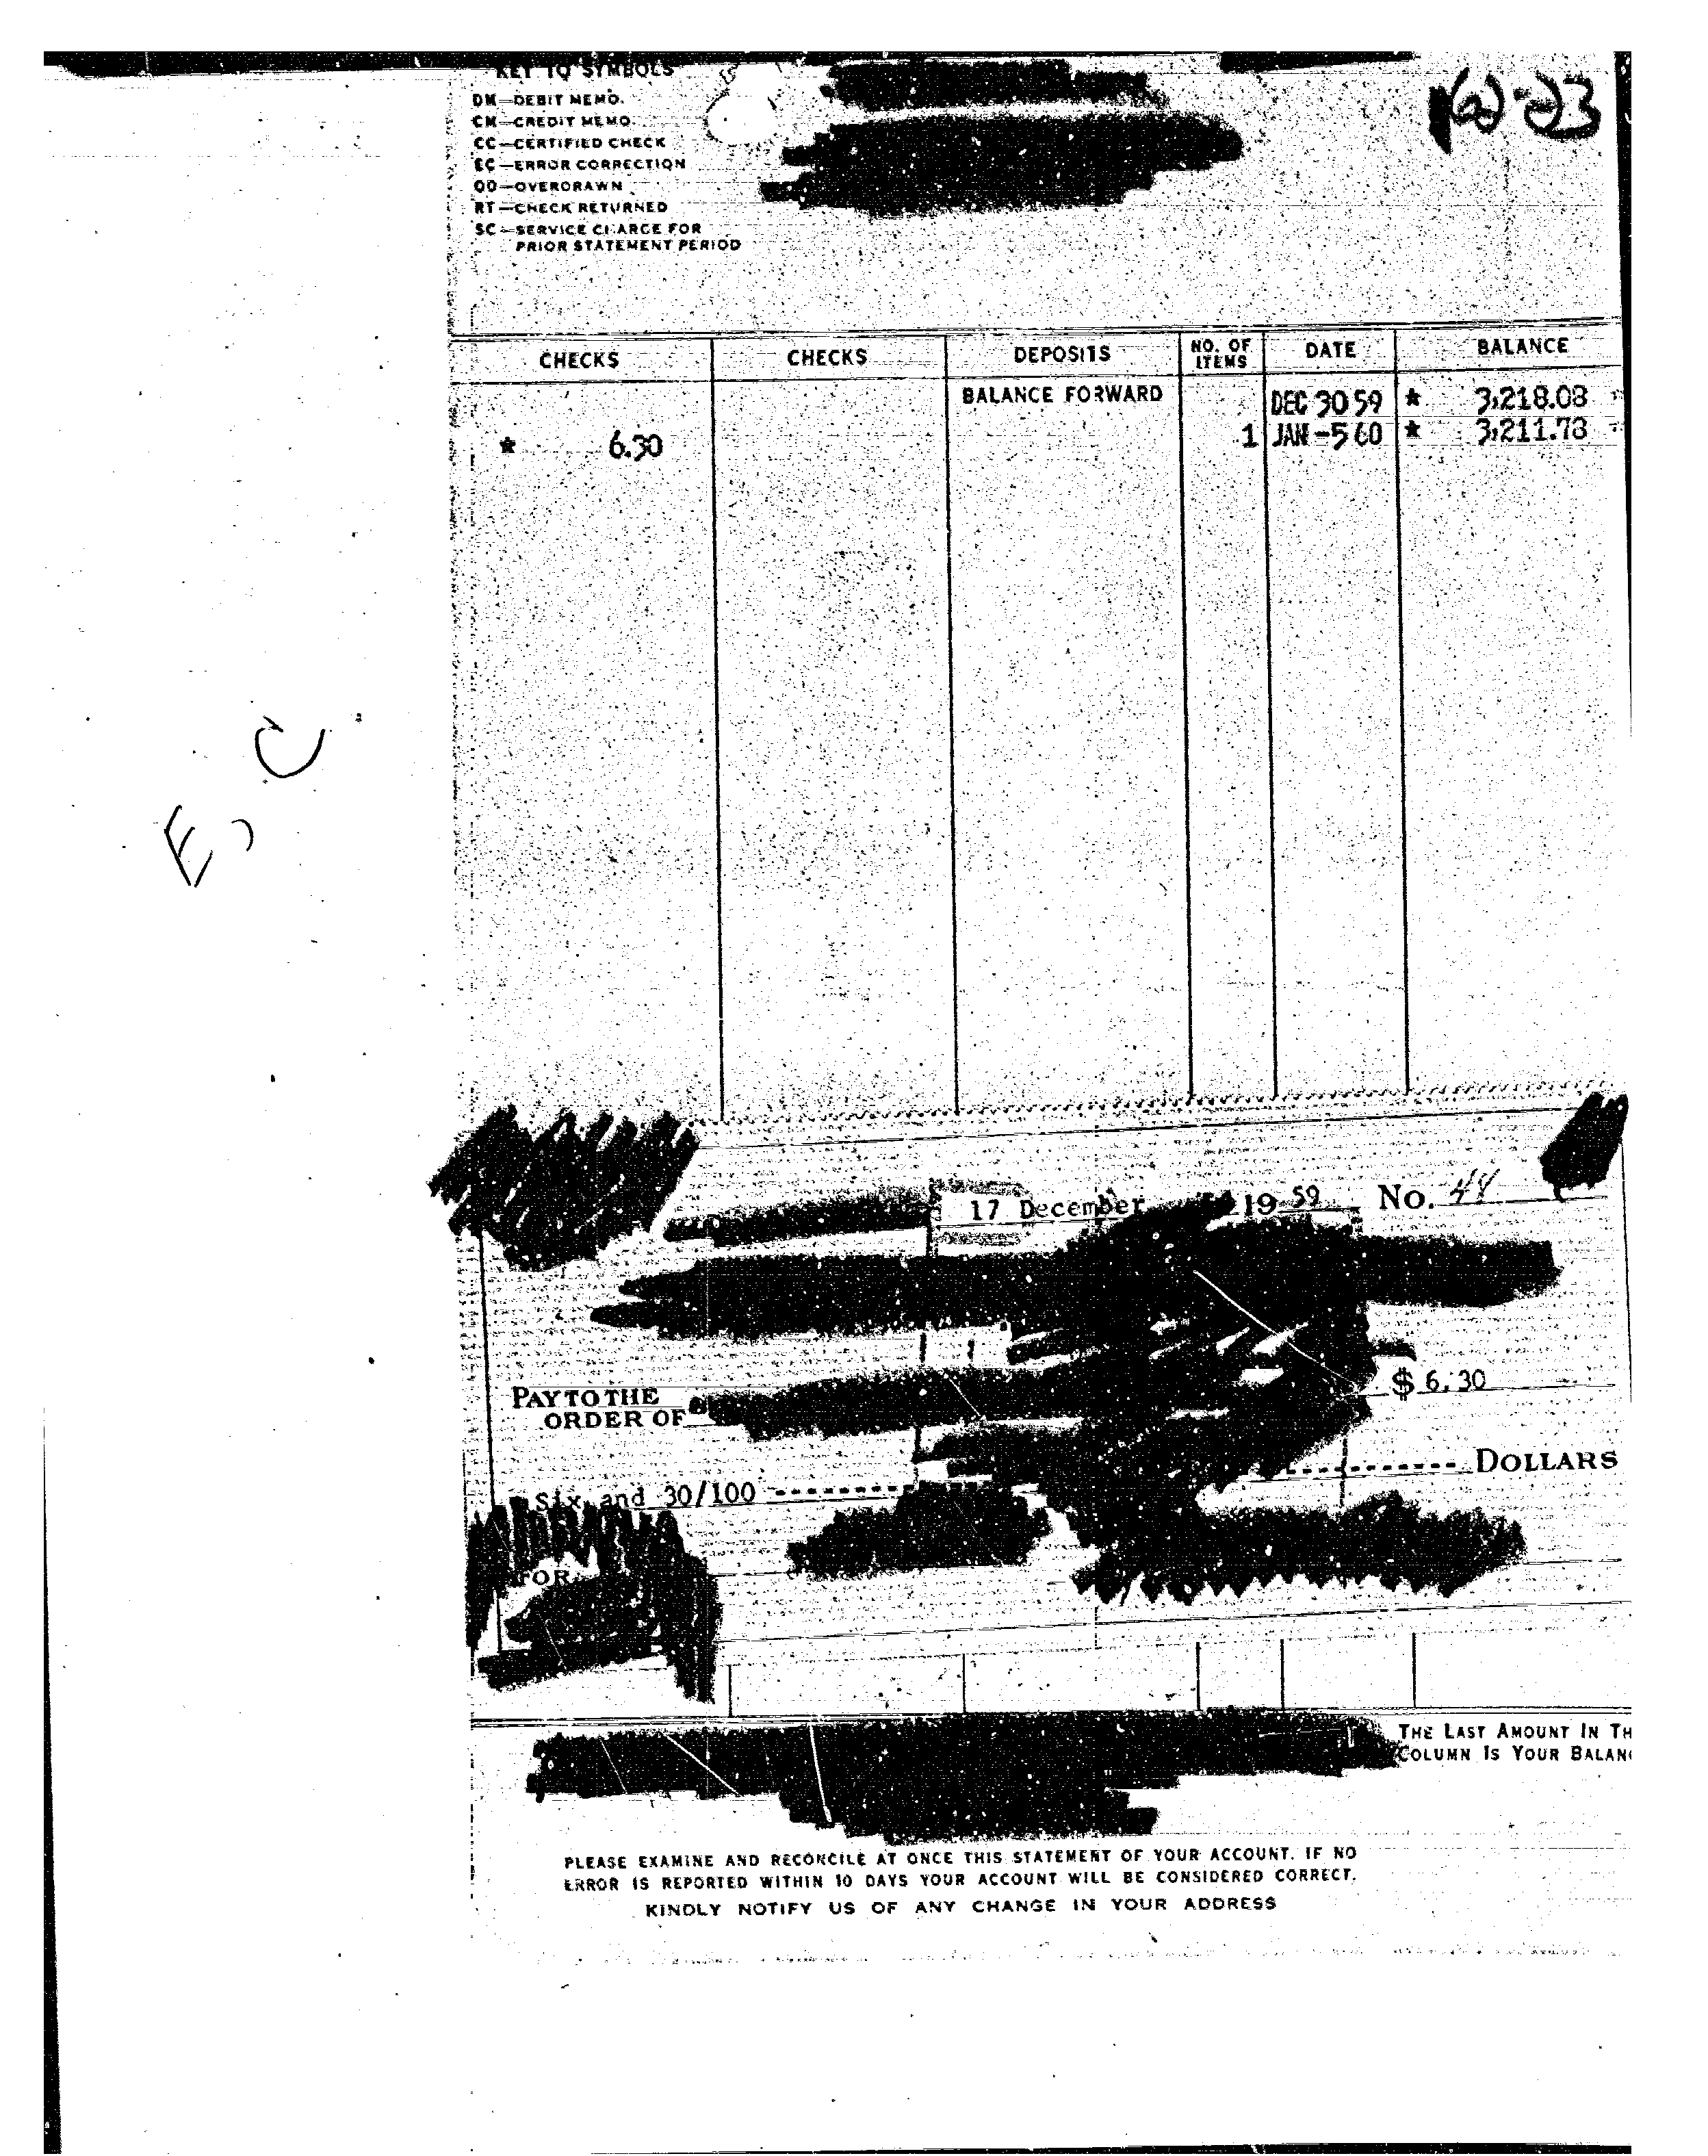 KEY TO SYMBOLS
DM—DEBIT MEMO.
CM—CREDIT MEMO.
CC—CERTIFIED CHECK
EC—ERROR CORRECTION
OD—OVERDRAWN
RT—CHECK RETURNED
SC—SERVICE CHARGE FOR
PRIOR STATEMENT PERIOD
CHECKS CHECKS DEPOSITS NO. OF ITEMS DATE BALANCE
BALANCE FORWARD DEC 30 59 * 3,218.03
* 6.30 1 JAN -5 60 * 3,211.73
E, C
17 December 19 59 No. 44
PAY TO THE
ORDER OF $ 6.30
Six and 30/100 ---------- DOLLARS
FOR
THE LAST AMOUNT IN TH
COLUMN IS YOUR BALAN
PLEASE EXAMINE AND RECONCILE AT ONCE THIS STATEMENT OF YOUR ACCOUNT. IF NO
ERROR IS REPORTED WITHIN 10 DAYS YOUR ACCOUNT WILL BE CONSIDERED CORRECT.
KINDLY NOTIFY US OF ANY CHANGE IN YOUR ADDRESS